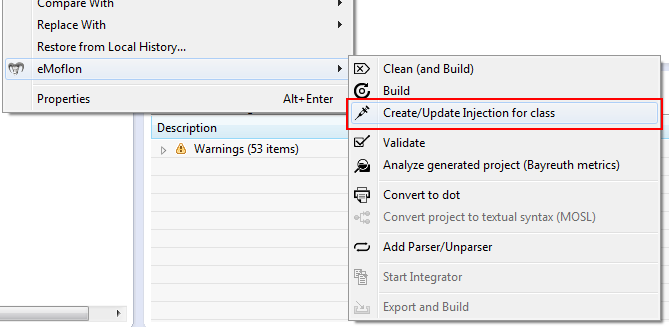 Compare With
Replace With
Restore from Local History...
eMoflon
Properties Alt+Enter
Description
Warnings (53 items)
Clean (and Build)
Build
Create/Update Injection for class
Validate
Analyze generated project (Bayreuth metrics)
Convert to dot
Convert project to textual syntax (MOSL)
Add Parser/Unparser
Start Integrator
Export and Build